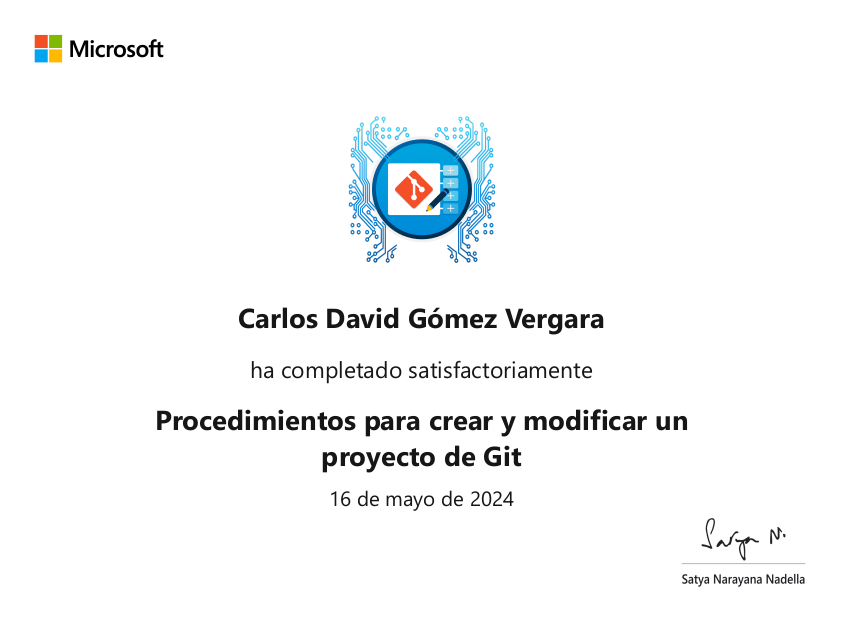 Microsoft
Carlos David Gómez Vergara
ha completado satisfactoriamente
Procedimientos para crear y modificar un
proyecto de Git
16 de mayo de 2024
Satya N.
Satya Narayana Nadella